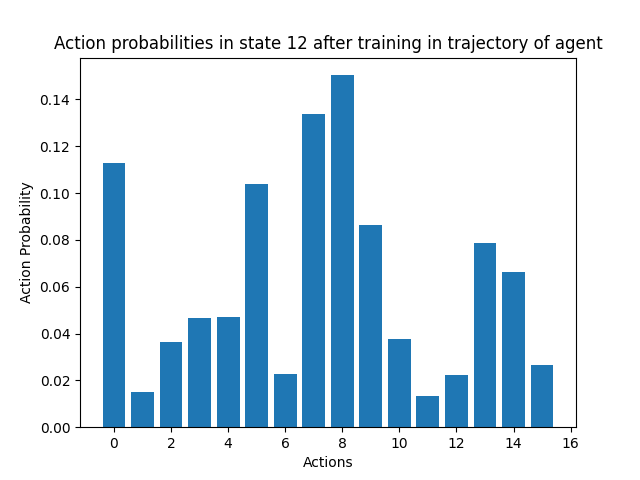 Action probabilities in state 12 after training in trajectory of agent
0.14
0.12
0.10
0.08
0.06
0.04
0.02
0.00
Action Probability
0 2 4 6 8 10 12 14 16
Actions